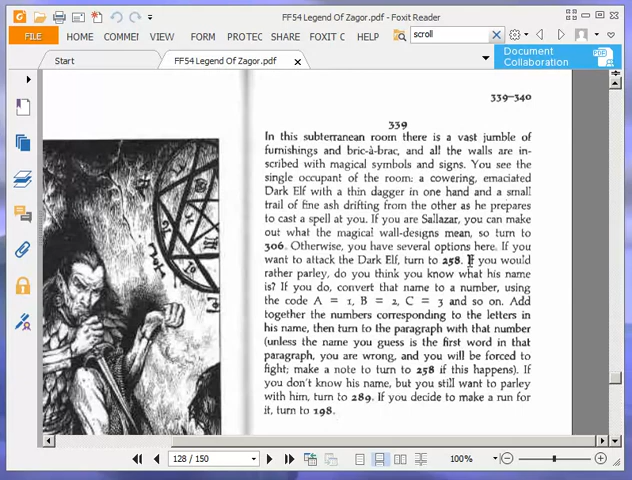 FF54 Legend Of Zagor.pdf - Foxit Reader
FILE HOME COMMEI VIEW FORM PROTEC SHARE FOXIT C HELP scroll
Start FF54 Legend Of Zagor.pdf Document Collaboration
339–340
339
In this subterranean room there is a vast jumble of
furnishings and bric-à-brac, and all the walls are in-
scribed with magical symbols and signs. You see the
single occupant of the room: a cowering, emaciated
Dark Elf with a thin dagger in one hand and a small
trail of fine ash drifting from the other as he prepares
to cast a spell at you. If you are Sallazar, you can make
out what the magical wall-designs mean, so turn to
306. Otherwise, you have several options here. If you
want to attack the Dark Elf, turn to 258. If you would
rather parley, do you think you know what his name
is? If you do, convert that name to a number, using
the code A = 1, B = 2, C = 3 and so on. Add
together the numbers corresponding to the letters in
his name, then turn to the paragraph with that number
(unless the name you guess is the first word in that
paragraph, you are wrong, and you will be forced to
fight; make a note to turn to 258 if this happens). If
you don't know his name, but you still want to parley
with him, turn to 289. If you decide to make a run for
it, turn to 198.
128 / 150 100%